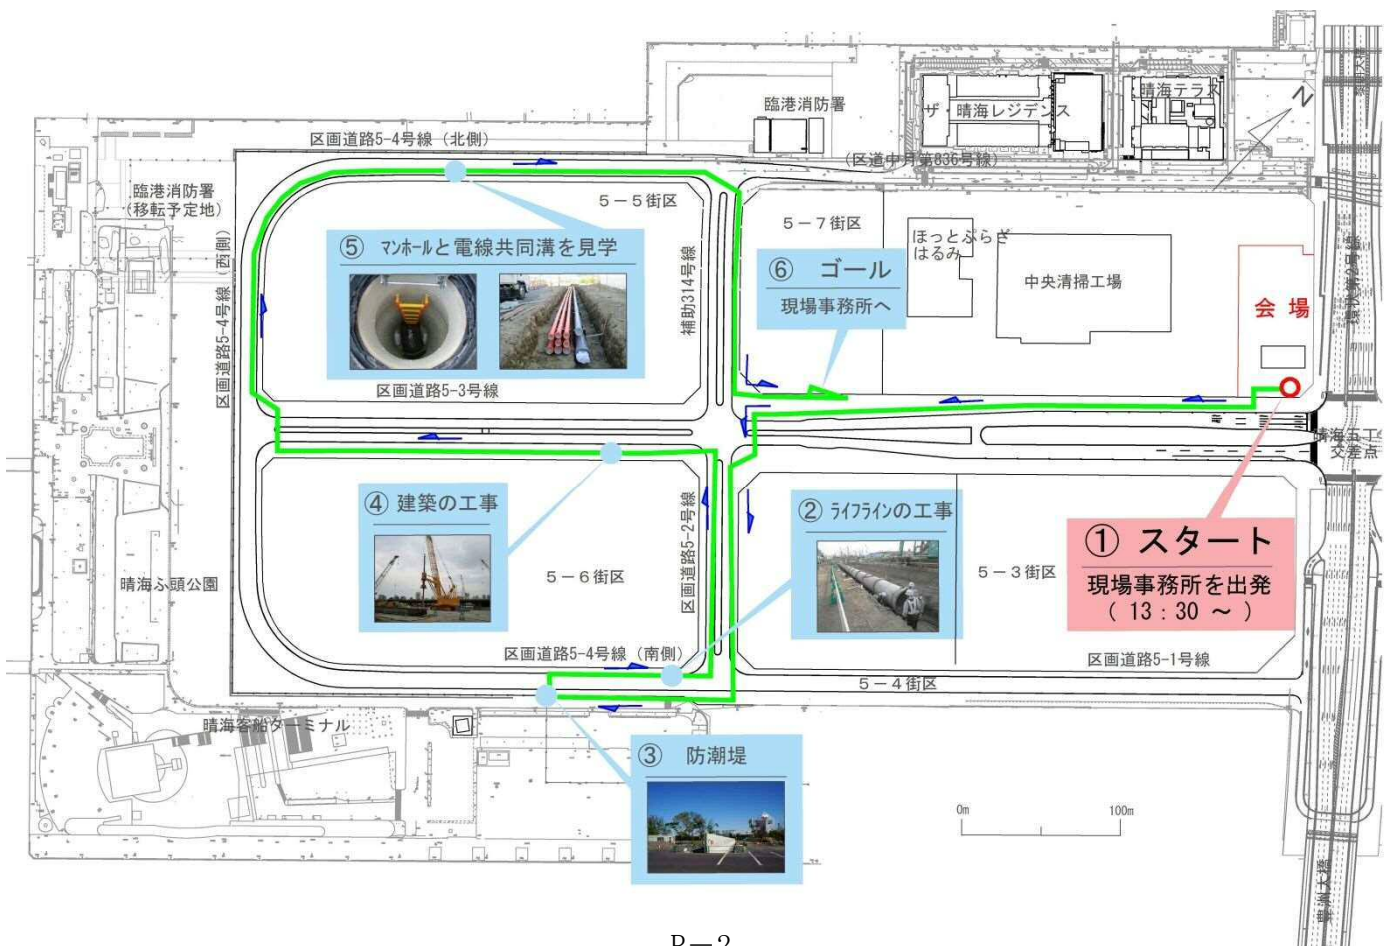 臨港消防署
ザ・晴海レジデンス
晴海テラス
N
区画道路5-4号線（北側）
（区道中月第836号線）
臨港消防署
（移転予定地）
５－５街区
５－７街区
ほっとぷらざ
はるみ
中央清掃工場
会 場
環状第2号線
区画道路5-4号線（西側）
⑤ ﾏﾝﾎｰﾙと電線共同溝を見学
補助314号線
⑥ ゴール
現場事務所へ
区画道路5-3号線
晴海五丁
交差点
④ 建築の工事
区画道路5-2号線
② ﾗｲﾌﾗｲﾝの工事
① スタート
現場事務所を出発
（ 13：30 ～ ）
晴海ふ頭公園
５－６街区
５－３街区
区画道路5-4号線（南側）
区画道路5-1号線
５－４街区
晴海客船ターミナル
③ 防潮堤
0m
100m
豊洲大橋
P－2